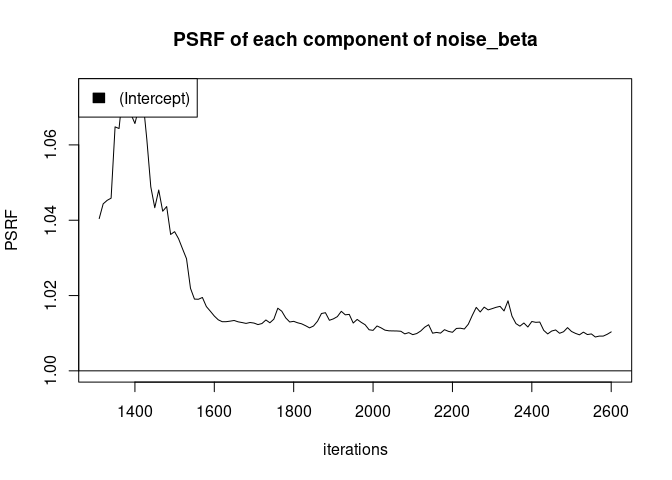 PSRF of each component of noise_beta
(Intercept)
PSRF
1.06
1.04
1.02
1.00
1400 1600 1800 2000 2200 2400 2600
iterations